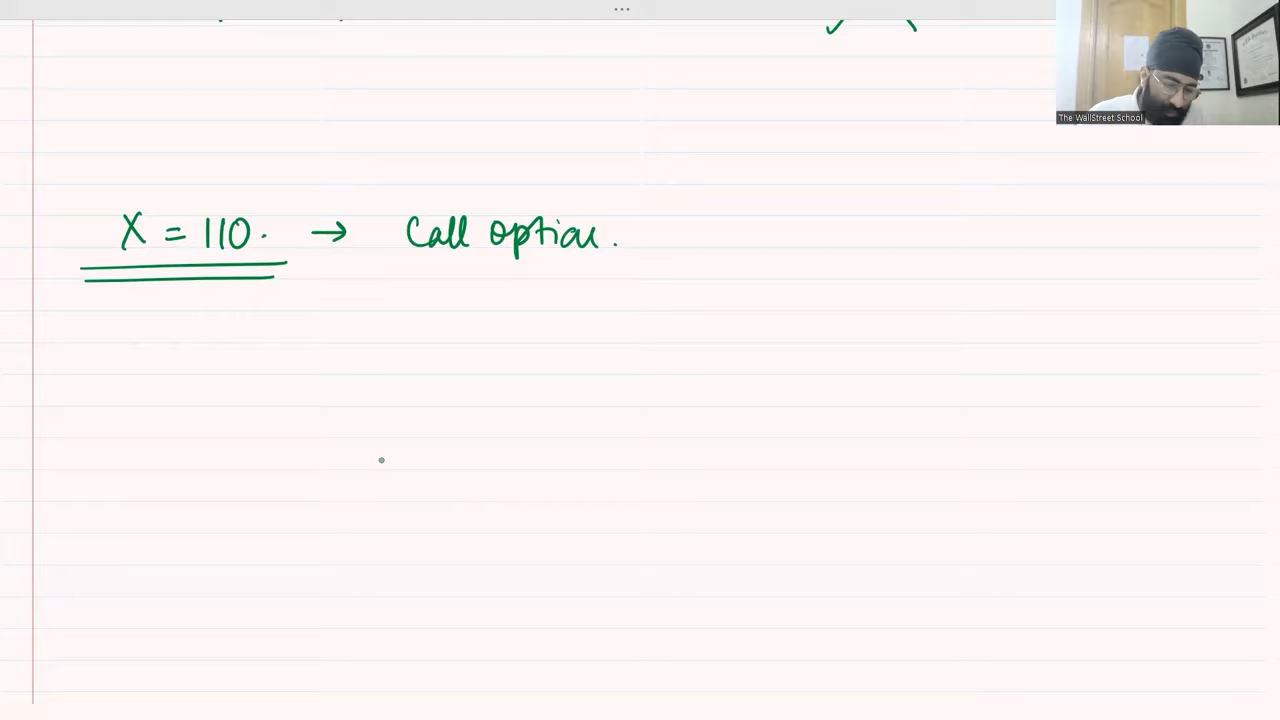 The WallStreet School
X = 110. → Call option.